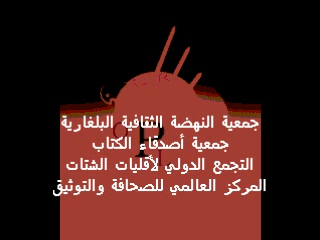 جمعية النهضة الثقافية البلغارية
جمعية أصدقاء الكتاب
التجمع الدولي لأقليات الشتات
المركز العالمي للصحافة والتوثيق